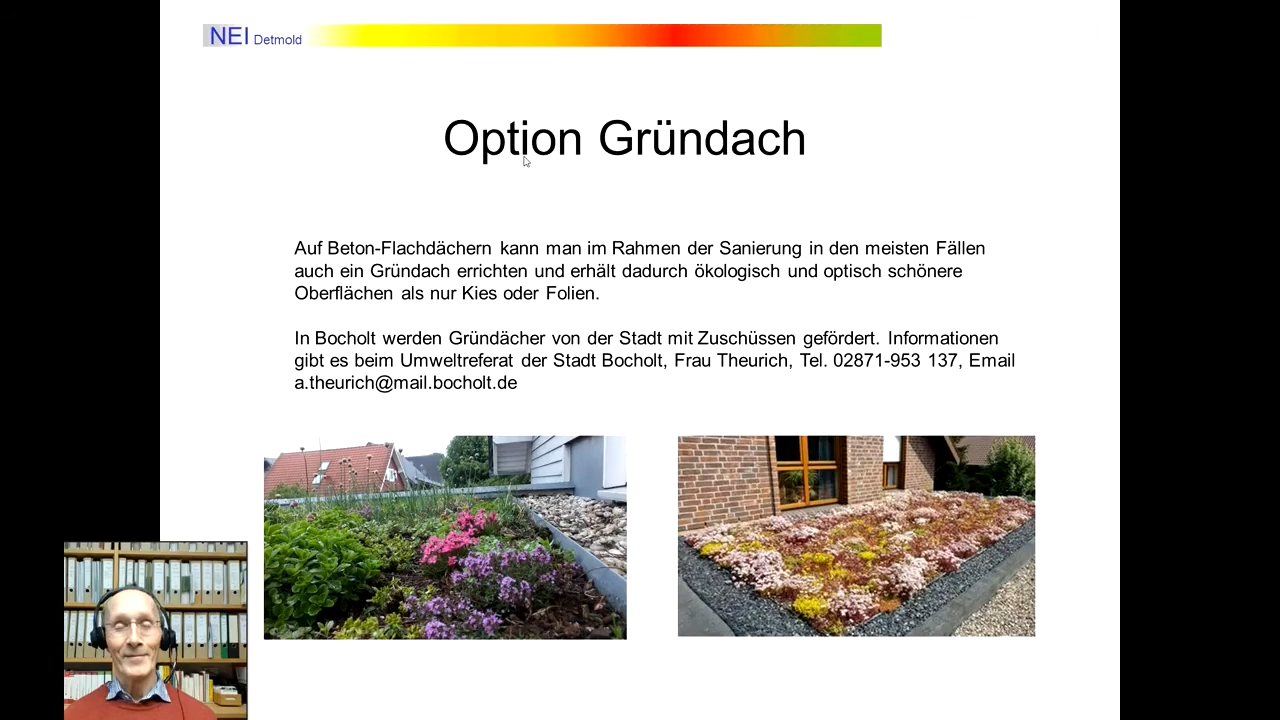 NEI Detmold
Option Gründach
Auf Beton-Flachdächern kann man im Rahmen der Sanierung in den meisten Fällen
auch ein Gründach errichten und erhält dadurch ökologisch und optisch schönere
Oberflächen als nur Kies oder Folien.
In Bocholt werden Gründächer von der Stadt mit Zuschüssen gefördert. Informationen
gibt es beim Umweltreferat der Stadt Bocholt, Frau Theurich, Tel. 02871-953 137, Email
a.theurich@mail.bocholt.de